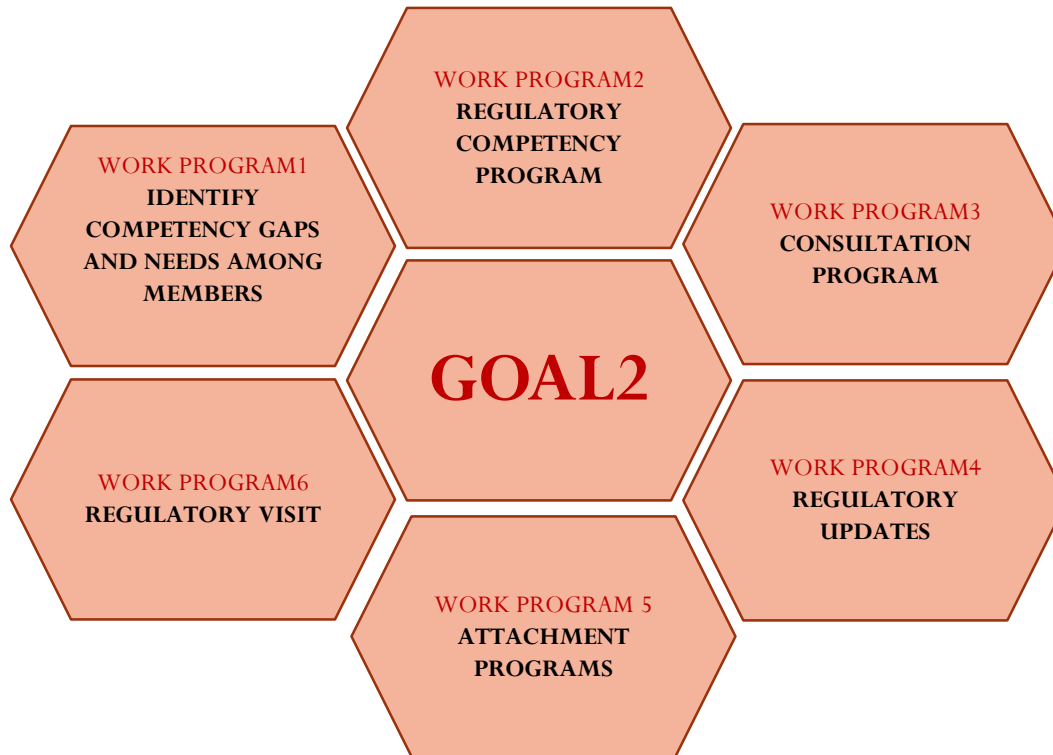 WORK PROGRAM1
IDENTIFY
COMPETENCY GAPS
AND NEEDS AMONG
MEMBERS
WORK PROGRAM2
REGULATORY
COMPETENCY
PROGRAM
WORK PROGRAM3
CONSULTATION
PROGRAM
GOAL2
WORK PROGRAM4
REGULATORY
UPDATES
WORK PROGRAM 5
ATTACHMENT
PROGRAMS
WORK PROGRAM6
REGULATORY VISIT